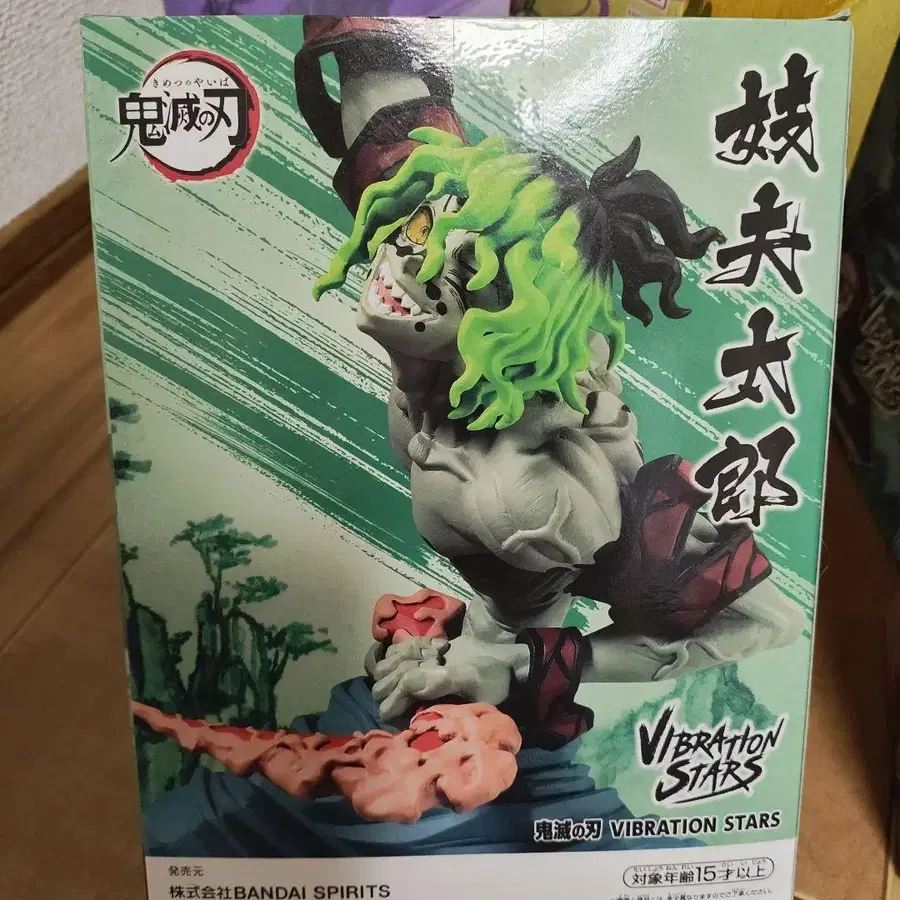 きめつのやいば
鬼滅の刃
妓夫太郎
VIBRATION
STARS
鬼滅の刃 VIBRATION STARS
発売元
株式会社BANDAI SPIRITS
たいしょうねんれい さいいじょう
対象年齢15才以上